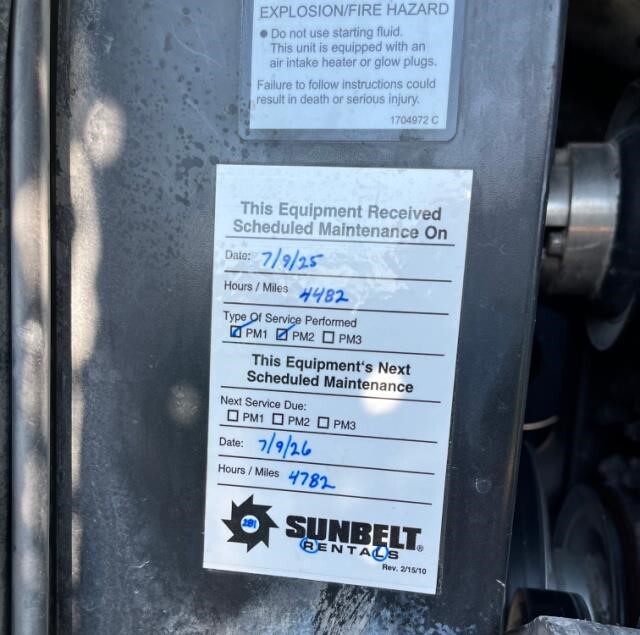 EXPLOSION/FIRE HAZARD
● Do not use starting fluid.
This unit is equipped with an
air intake heater or glow plugs.
Failure to follow instructions could
result in death or serious injury.
1704972 C
This Equipment Received
Scheduled Maintenance On
Date: 7/9/25
Hours / Miles 4482
Type Of Service Performed
☑ PM1 ☑ PM2 ☐ PM3
This Equipment's Next
Scheduled Maintenance
Next Service Due:
☐ PM1 ☐ PM2 ☐ PM3
Date: 7/9/26
Hours / Miles 4782
281
SUNBELT®
RENTALS
Rev. 2/15/10